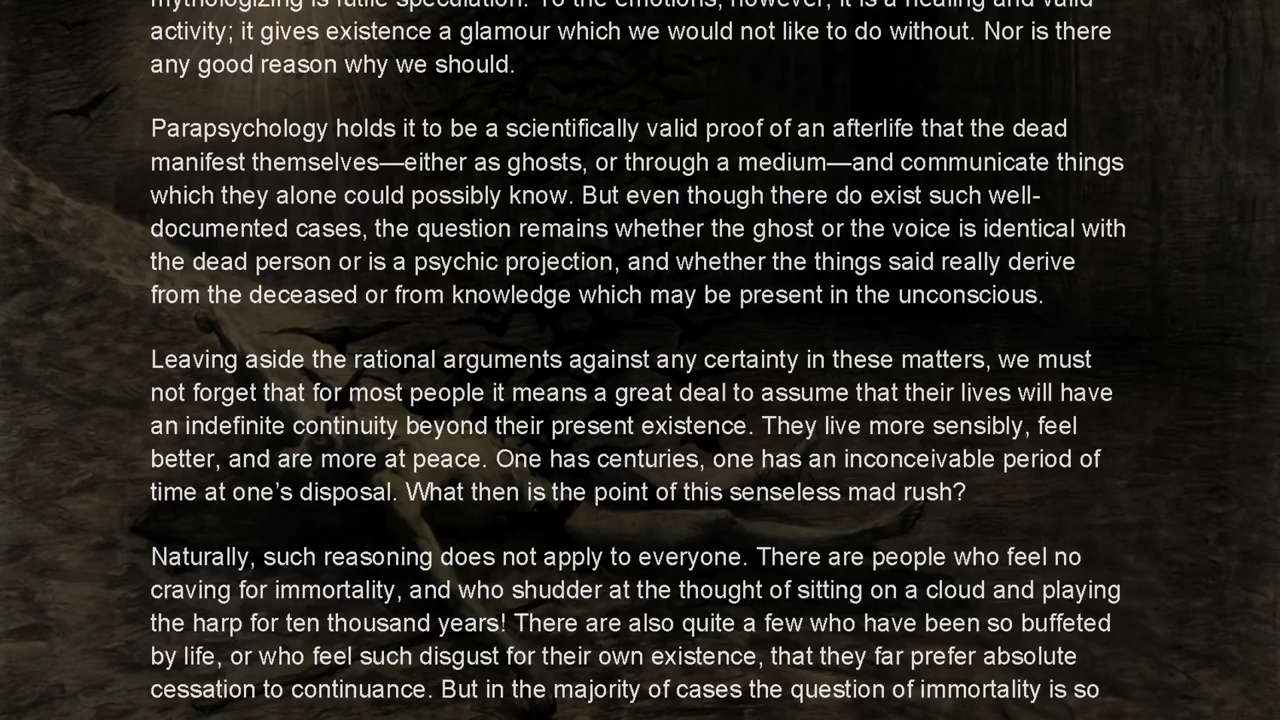 mythologizing is futile speculation. To the emotions, however, it is a healing and valid
activity; it gives existence a glamour which we would not like to do without. Nor is there
any good reason why we should.
Parapsychology holds it to be a scientifically valid proof of an afterlife that the dead
manifest themselves—either as ghosts, or through a medium—and communicate things
which they alone could possibly know. But even though there do exist such well-
documented cases, the question remains whether the ghost or the voice is identical with
the dead person or is a psychic projection, and whether the things said really derive
from the deceased or from knowledge which may be present in the unconscious.
Leaving aside the rational arguments against any certainty in these matters, we must
not forget that for most people it means a great deal to assume that their lives will have
an indefinite continuity beyond their present existence. They live more sensibly, feel
better, and are more at peace. One has centuries, one has an inconceivable period of
time at one’s disposal. What then is the point of this senseless mad rush?
Naturally, such reasoning does not apply to everyone. There are people who feel no
craving for immortality, and who shudder at the thought of sitting on a cloud and playing
the harp for ten thousand years! There are also quite a few who have been so buffeted
by life, or who feel such disgust for their own existence, that they far prefer absolute
cessation to continuance. But in the majority of cases the question of immortality is so